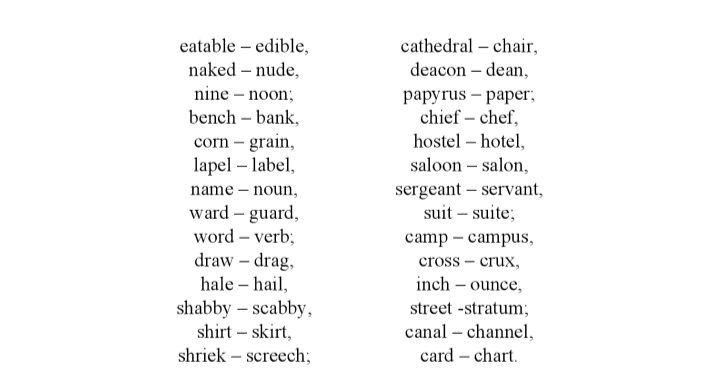 eatable – edible,
naked – nude,
nine – noon;
bench – bank,
corn – grain,
lapel – label,
name – noun,
ward – guard,
word – verb;
draw – drag,
hale – hail,
shabby – scabby,
shirt – skirt,
shriek – screech;
cathedral – chair,
deacon – dean,
papyrus – paper;
chief – chef,
hostel – hotel,
saloon – salon,
sergeant – servant,
suit – suite;
camp – campus,
cross – crux,
inch – ounce,
street -stratum;
canal – channel,
card – chart.